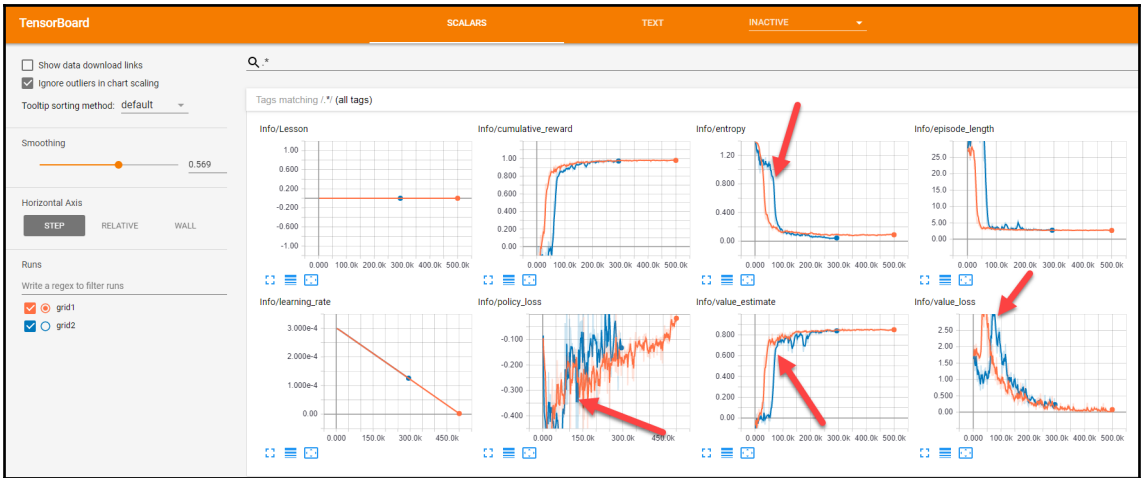 TensorBoard SCALARS TEXT INACTIVE
Show data download links
Ignore outliers in chart scaling
Tooltip sorting method: default
Smoothing
0.569
Horizontal Axis
STEP RELATIVE WALL
Runs
Write a regex to filter runs
grid1
grid2
.*
Tags matching /.*/ (all tags)
Info/Lesson
1.00
0.600
0.200
-0.200
-0.600
-1.00
0.000 100.0k 200.0k 300.0k 400.0k 500.0k
Info/cumulative_reward
1.00
0.800
0.600
0.400
0.200
0.00
0.000 100.0k 200.0k 300.0k 400.0k 500.0k
Info/entropy
1.20
0.800
0.400
0.00
0.000 100.0k 200.0k 300.0k 400.0k 500.0k
Info/episode_length
25.0
20.0
15.0
10.0
5.00
0.00
0.000 100.0k 200.0k 300.0k 400.0k 500.0k
Info/learning_rate
3.000e-4
2.000e-4
1.000e-4
0.00
0.000 150.0k 300.0k 450.0k
Info/policy_loss
-0.100
-0.200
-0.300
-0.400
0.000 150.0k 300.0k 450.0k
Info/value_estimate
0.800
0.600
0.400
0.200
0.00
0.000 100.0k 200.0k 300.0k 400.0k 500.0k
Info/value_loss
2.50
2.00
1.50
1.00
0.500
0.00
0.000 100.0k 200.0k 300.0k 400.0k 500.0k